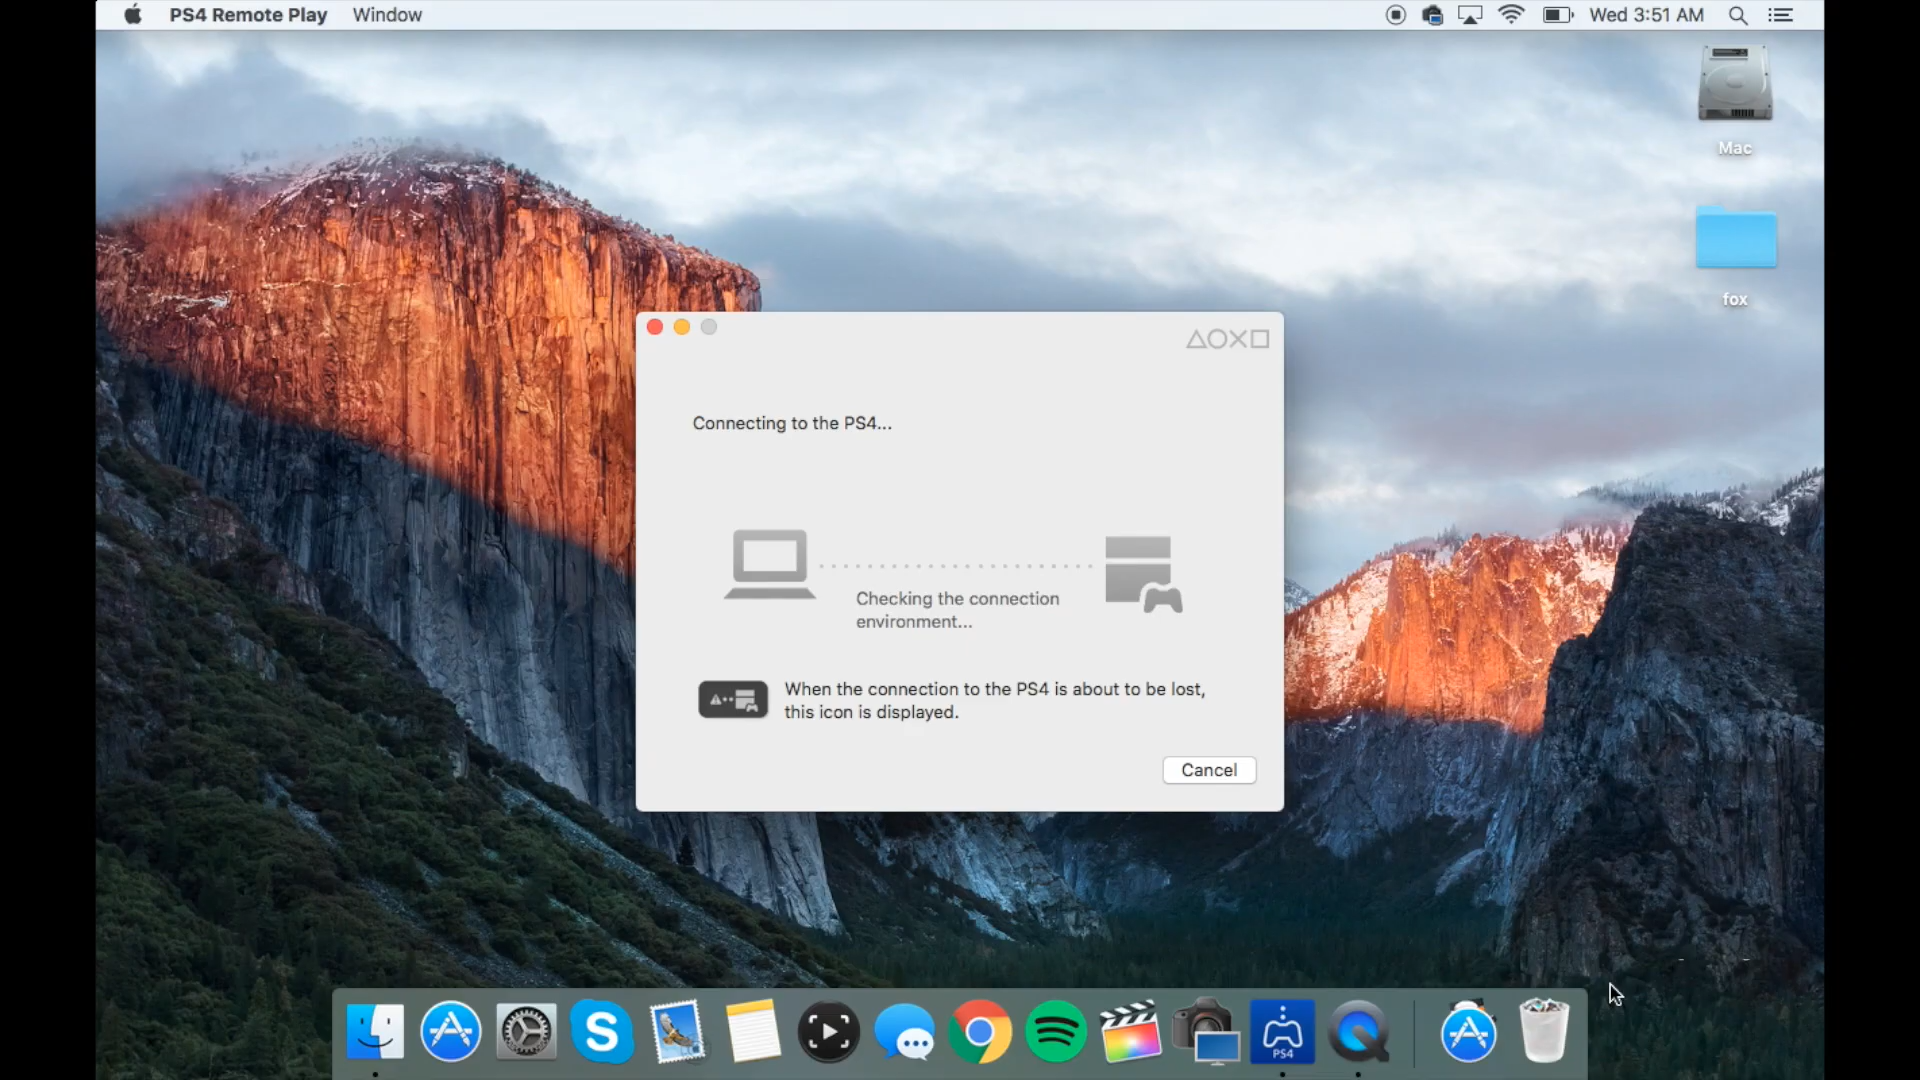 PS4 Remote Play Window Wed 3:51 AM
Mac
fox
Connecting to the PS4...
Checking the connection
environment...
When the connection to the PS4 is about to be lost,
this icon is displayed.
Cancel
PS4